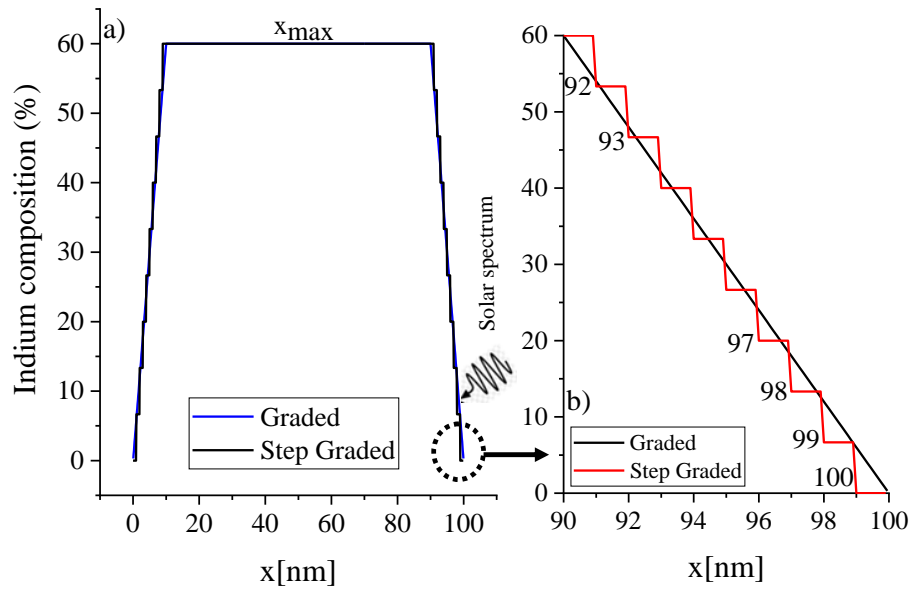 a)
x_max
Indium composition (%)
60
50
40
30
20
10
0
Solar spectrum
Graded
Step Graded
0 20 40 60 80 100
x[nm]
60
50
40
30
20
10
0
92
93
97
98
99
100
b)
Graded
Step Graded
90 92 94 96 98 100
x[nm]